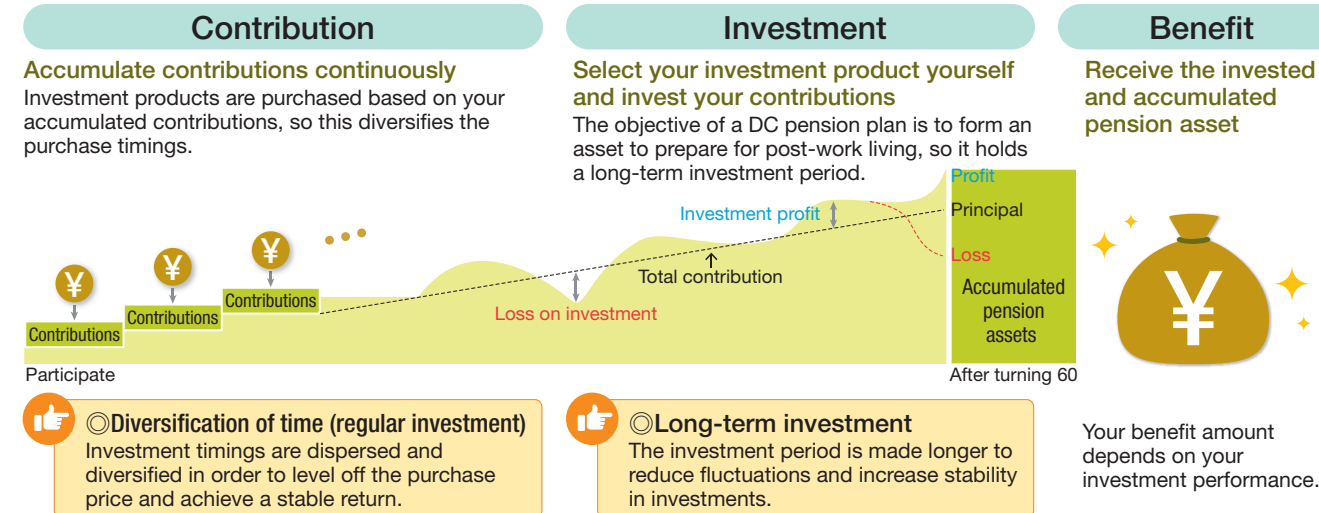 Contribution
Accumulate contributions continuously
Investment products are purchased based on your
accumulated contributions, so this diversifies the
purchase timings.
Investment
Select your investment product yourself
and invest your contributions
The objective of a DC pension plan is to form an
asset to prepare for post-work living, so it holds
a long-term investment period.
Benefit
Receive the invested
and accumulated
pension asset
¥
¥
¥
Contributions
Contributions
Contributions
Investment profit
Total contribution
Loss on investment
Profit
Principal
Loss
Accumulated
pension
assets
¥
Participate
After turning 60
◎Diversification of time (regular investment)
Investment timings are dispersed and
diversified in order to level off the purchase
price and achieve a stable return.
◎Long-term investment
The investment period is made longer to
reduce fluctuations and increase stability
in investments.
Your benefit amount
depends on your
investment performance.